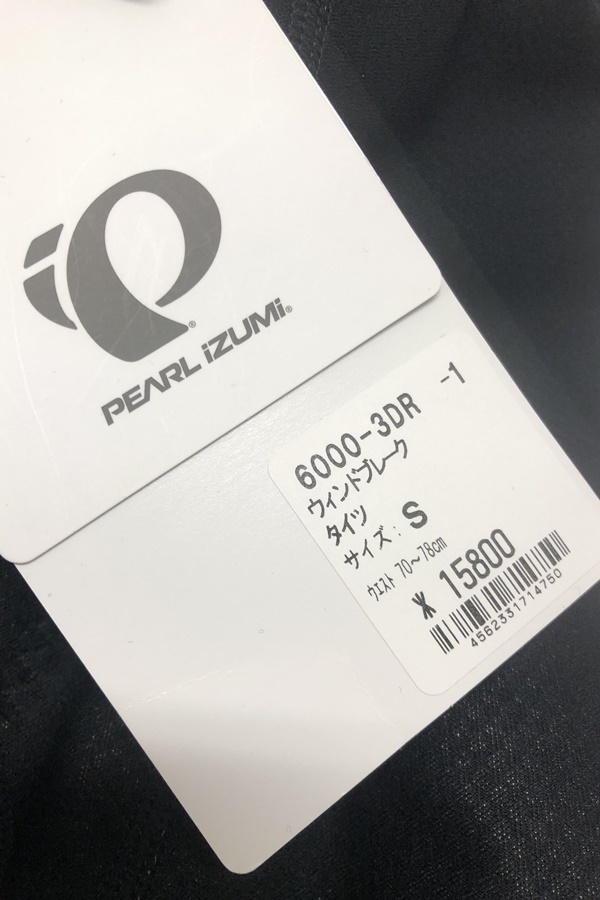 PEARL iZUMi®
6000-3DR -1
ウィンドブレーク
タイツ
サイズ: S
ウエスト 70〜78cm
¥ 15800
4562331714750